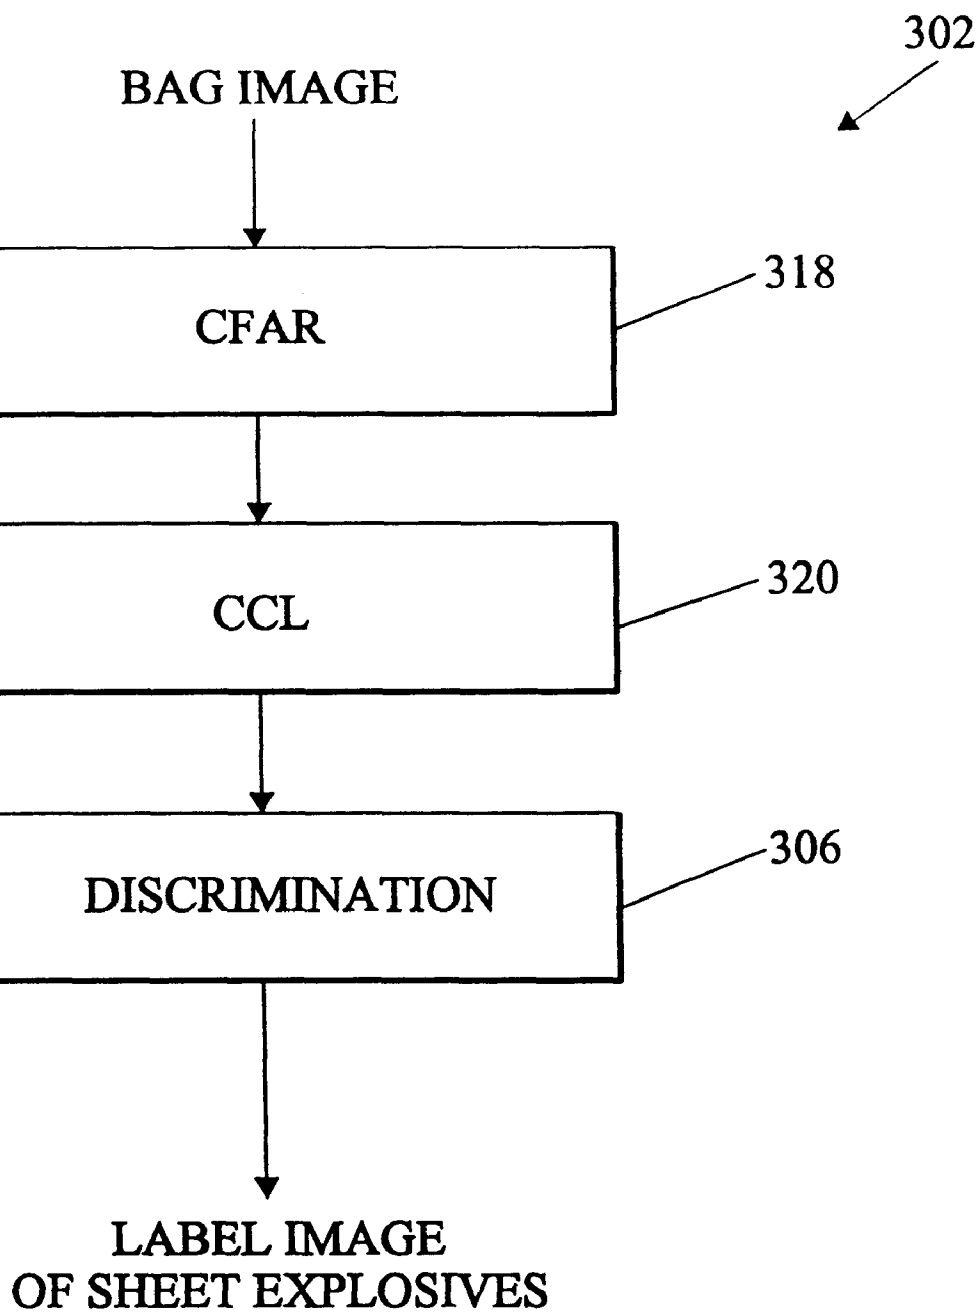 302
BAG IMAGE
318
CFAR
320
CCL
306
DISCRIMINATION
LABEL IMAGE
OF SHEET EXPLOSIVES